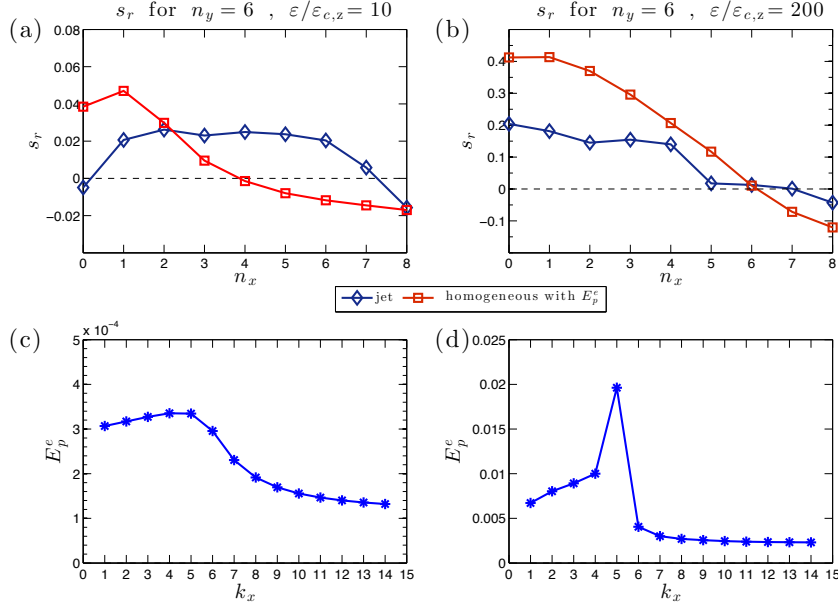 s_r for n_y = 6 , ε/ε_{c,z} = 10
s_r for n_y = 6 , ε/ε_{c,z} = 200
(a)
0.08
0.06
0.04
0.02
0
−0.02
s_r
0 1 2 3 4 5 6 7 8
n_x
(b)
0.4
0.3
0.2
0.1
0
−0.1
s_r
0 1 2 3 4 5 6 7 8
n_x
jet homogeneous with E_p^e
(c)
x 10^{−4}
5
4
3
2
1
0
E_p^e
0 1 2 3 4 5 6 7 8 9 10 11 12 13 14 15
k_x
(d)
0.025
0.02
0.015
0.01
0.005
0
E_p^e
0 1 2 3 4 5 6 7 8 9 10 11 12 13 14 15
k_x